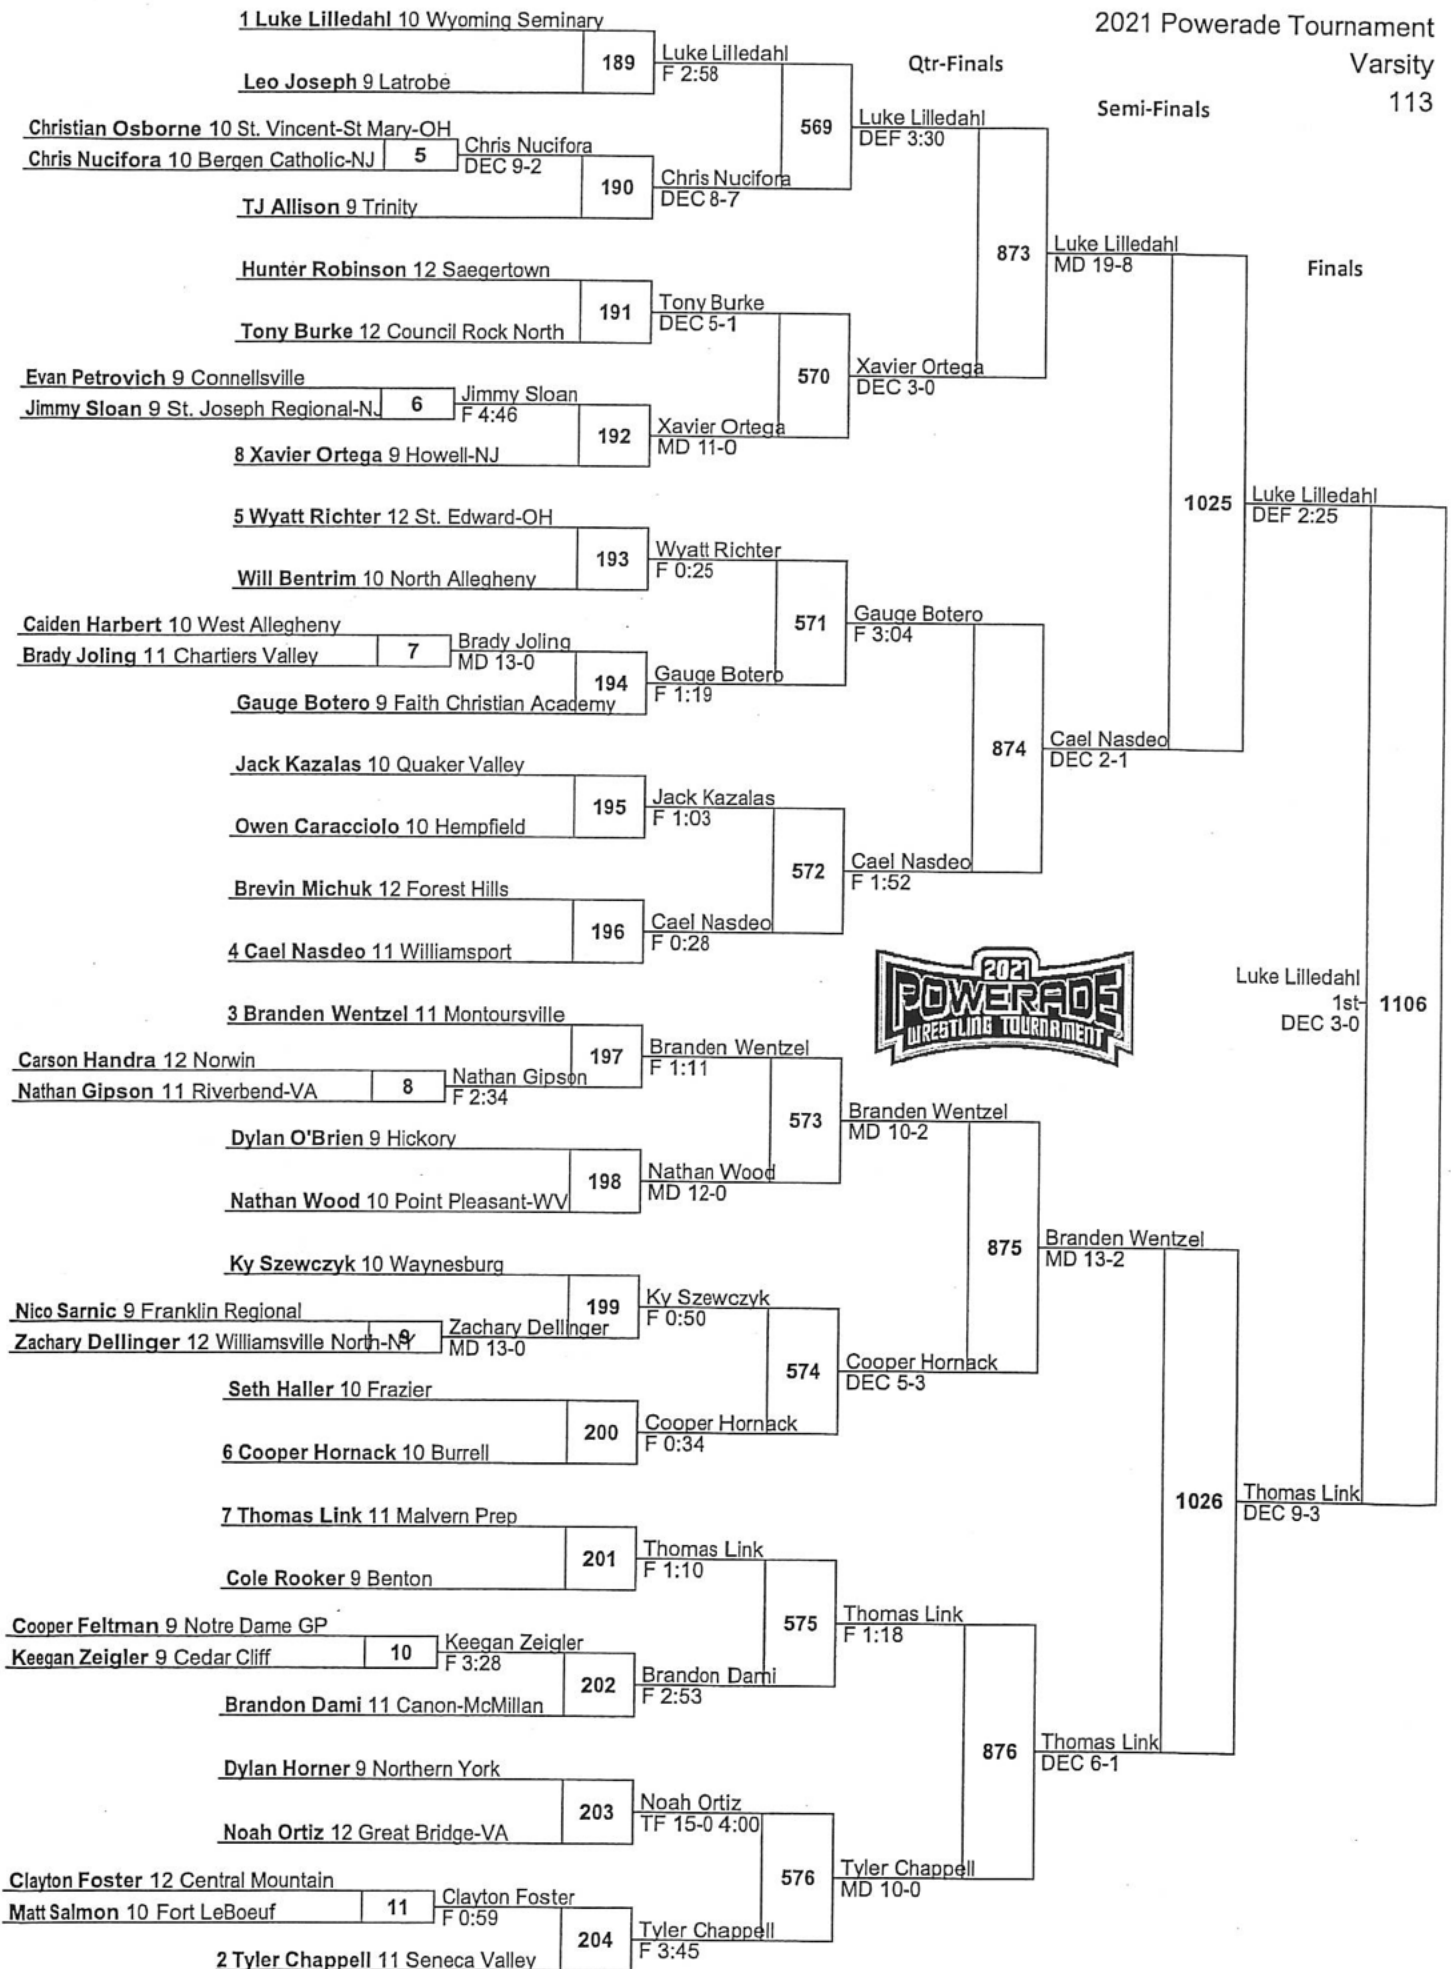 2021 Powerade Tournament
Varsity
113
Qtr-Finals
Semi-Finals
Finals
1 Luke Lilledahl 10 Wyoming Seminary
189
Luke Lilledahl
F 2:58
Leo Joseph 9 Latrobe
569
Luke Lilledahl
DEF 3:30
Christian Osborne 10 St. Vincent-St Mary-OH
5
Chris Nucifora
DEC 9-2
Chris Nucifora 10 Bergen Catholic-NJ
190
Chris Nucifora
DEC 8-7
TJ Allison 9 Trinity
873
Luke Lilledahl
MD 19-8
Hunter Robinson 12 Saegertown
191
Tony Burke
DEC 5-1
Tony Burke 12 Council Rock North
570
Xavier Ortega
DEC 3-0
Evan Petrovich 9 Connellsville
6
Jimmy Sloan
F 4:46
Jimmy Sloan 9 St. Joseph Regional-NJ
192
Xavier Ortega
MD 11-0
8 Xavier Ortega 9 Howell-NJ
1025
Luke Lilledahl
DEF 2:25
5 Wyatt Richter 12 St. Edward-OH
193
Wyatt Richter
F 0:25
Will Bentrim 10 North Allegheny
571
Gauge Botero
F 3:04
Caiden Harbert 10 West Allegheny
7
Brady Joling
MD 13-0
Brady Joling 11 Chartiers Valley
194
Gauge Botero
F 1:19
Gauge Botero 9 Faith Christian Academy
874
Cael Nasdeo
DEC 2-1
Jack Kazalas 10 Quaker Valley
195
Jack Kazalas
F 1:03
Owen Caracciolo 10 Hempfield
572
Cael Nasdeo
F 1:52
Brevin Michuk 12 Forest Hills
196
Cael Nasdeo
F 0:28
4 Cael Nasdeo 11 Williamsport
2021
POWERADE
WRESTLING TOURNAMENT
Luke Lilledahl
1st
DEC 3-0
1106
3 Branden Wentzel 11 Montoursville
197
Branden Wentzel
F 1:11
Carson Handra 12 Norwin
8
Nathan Gipson
F 2:34
Nathan Gipson 11 Riverbend-VA
573
Branden Wentzel
MD 10-2
Dylan O'Brien 9 Hickory
198
Nathan Wood
MD 12-0
Nathan Wood 10 Point Pleasant-WV
875
Branden Wentzel
MD 13-2
Ky Szewczyk 10 Waynesburg
199
Ky Szewczyk
F 0:50
Nico Sarnic 9 Franklin Regional
9
Zachary Dellinger
MD 13-0
Zachary Dellinger 12 Williamsville North-NY
574
Cooper Hornack
DEC 5-3
Seth Haller 10 Frazier
200
Cooper Hornack
F 0:34
6 Cooper Hornack 10 Burrell
1026
Thomas Link
DEC 9-3
7 Thomas Link 11 Malvern Prep
201
Thomas Link
F 1:10
Cole Rooker 9 Benton
575
Thomas Link
F 1:18
Cooper Feltman 9 Notre Dame GP
10
Keegan Zeigler
F 3:28
Keegan Zeigler 9 Cedar Cliff
202
Brandon Dami
F 2:53
Brandon Dami 11 Canon-McMillan
876
Thomas Link
DEC 6-1
Dylan Horner 9 Northern York
203
Noah Ortiz
TF 15-0 4:00
Noah Ortiz 12 Great Bridge-VA
576
Tyler Chappell
MD 10-0
Clayton Foster 12 Central Mountain
11
Clayton Foster
F 0:59
Matt Salmon 10 Fort LeBoeuf
204
Tyler Chappell
F 3:45
2 Tyler Chappell 11 Seneca Valley